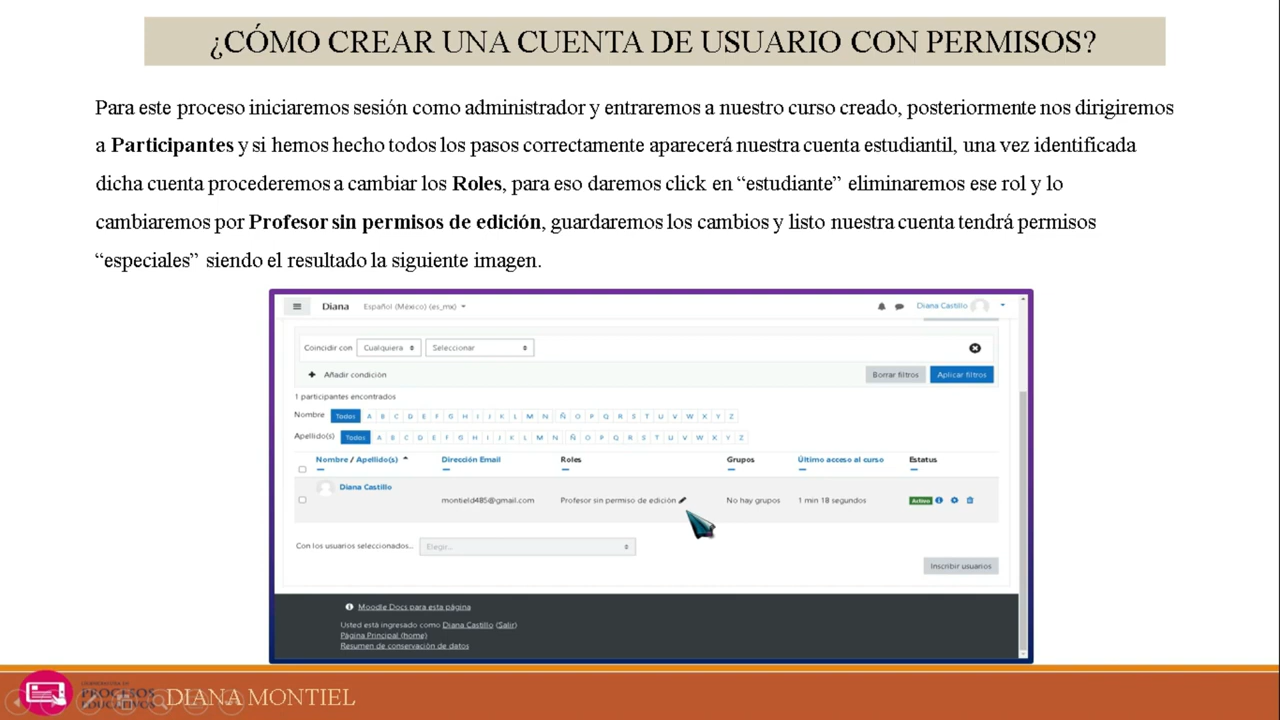 ¿CÓMO CREAR UNA CUENTA DE USUARIO CON PERMISOS?
Para este proceso iniciaremos sesión como administrador y entraremos a nuestro curso creado, posteriormente nos dirigiremos
a Participantes y si hemos hecho todos los pasos correctamente aparecerá nuestra cuenta estudiantil, una vez identificada
dicha cuenta procederemos a cambiar los Roles, para eso daremos click en “estudiante” eliminaremos ese rol y lo
cambiaremos por Profesor sin permisos de edición, guardaremos los cambios y listo nuestra cuenta tendrá permisos
“especiales” siendo el resultado la siguiente imagen.
Diana Español (México) (es_mx) Diana Castillo
Coincidir con Cualquiera Seleccionar
Añadir condición Borrar filtros Aplicar filtros
1 participantes encontrados
Nombre Todos A B C D E F G H I J K L M N Ñ O P Q R S T U V W X Y Z
Apellido(s) Todos A B C D E F G H I J K L M N Ñ O P Q R S T U V W X Y Z
Nombre / Apellido(s) Dirección Email Roles Grupos Último acceso al curso Estatus
Diana Castillo montield485@gmail.com Profesor sin permiso de edición No hay grupos 1 min 18 segundos Activo
Con los usuarios seleccionados... Elegir...
Inscribir usuarios
Moodle Docs para esta página
Usted está ingresado como Diana Castillo (Salir)
Página Principal (home)
Resumen de conservación de datos
PROCESOS
EDUCATIVOS
DIANA MONTIEL